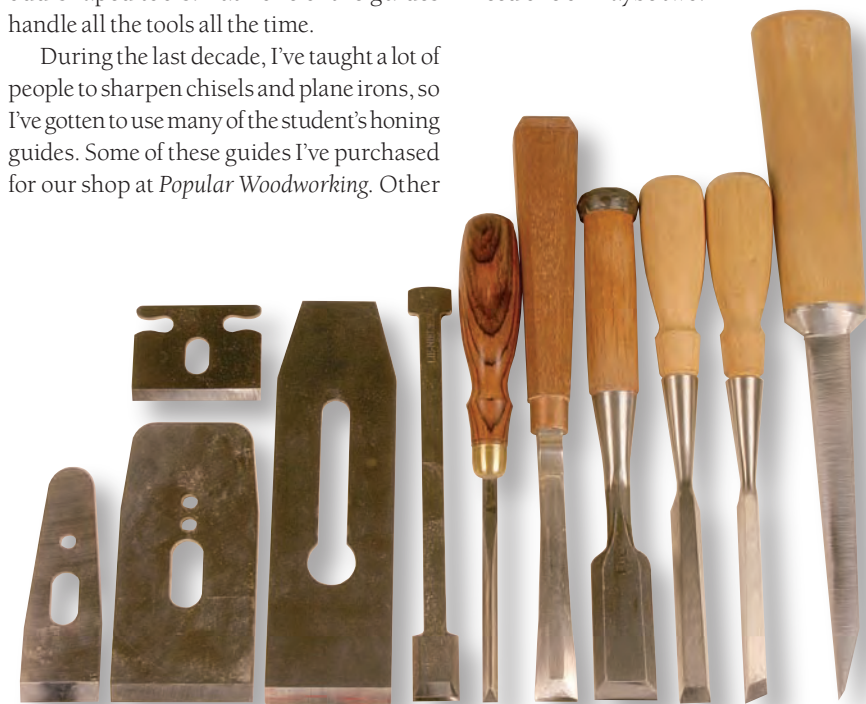 handle all the tools all the time.
During the last decade, I've taught a lot of
people to sharpen chisels and plane irons, so
I've gotten to use many of the student's honing
guides. Some of these guides I've purchased
for our shop at Popular Woodworking. Other